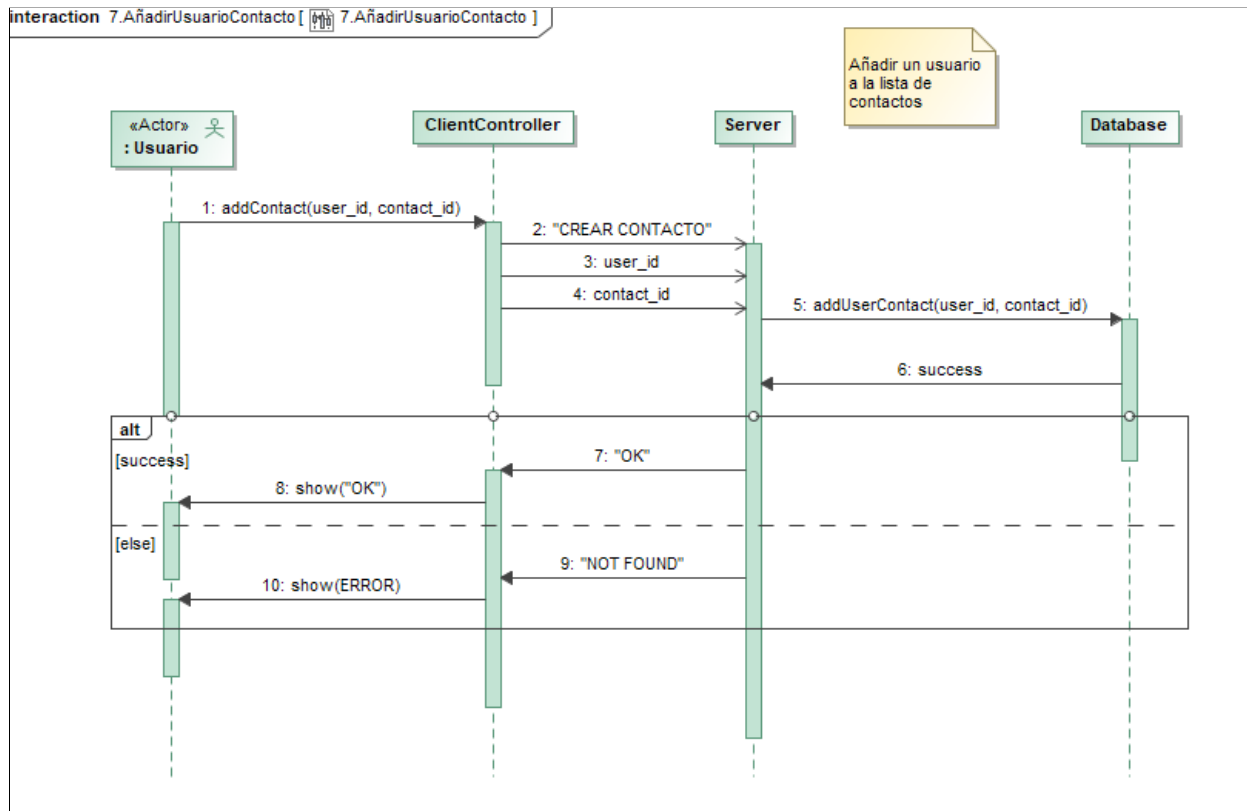 interaction 7.AñadirUsuarioContacto [ 7.AñadirUsuarioContacto ]
Añadir un usuario
a la lista de
contactos
«Actor»
: Usuario
ClientController
Server
Database
1: addContact(user_id, contact_id)
2: "CREAR CONTACTO"
3: user_id
4: contact_id
5: addUserContact(user_id, contact_id)
6: success
alt
[success]
7: "OK"
8: show("OK")
[else]
9: "NOT FOUND"
10: show(ERROR)